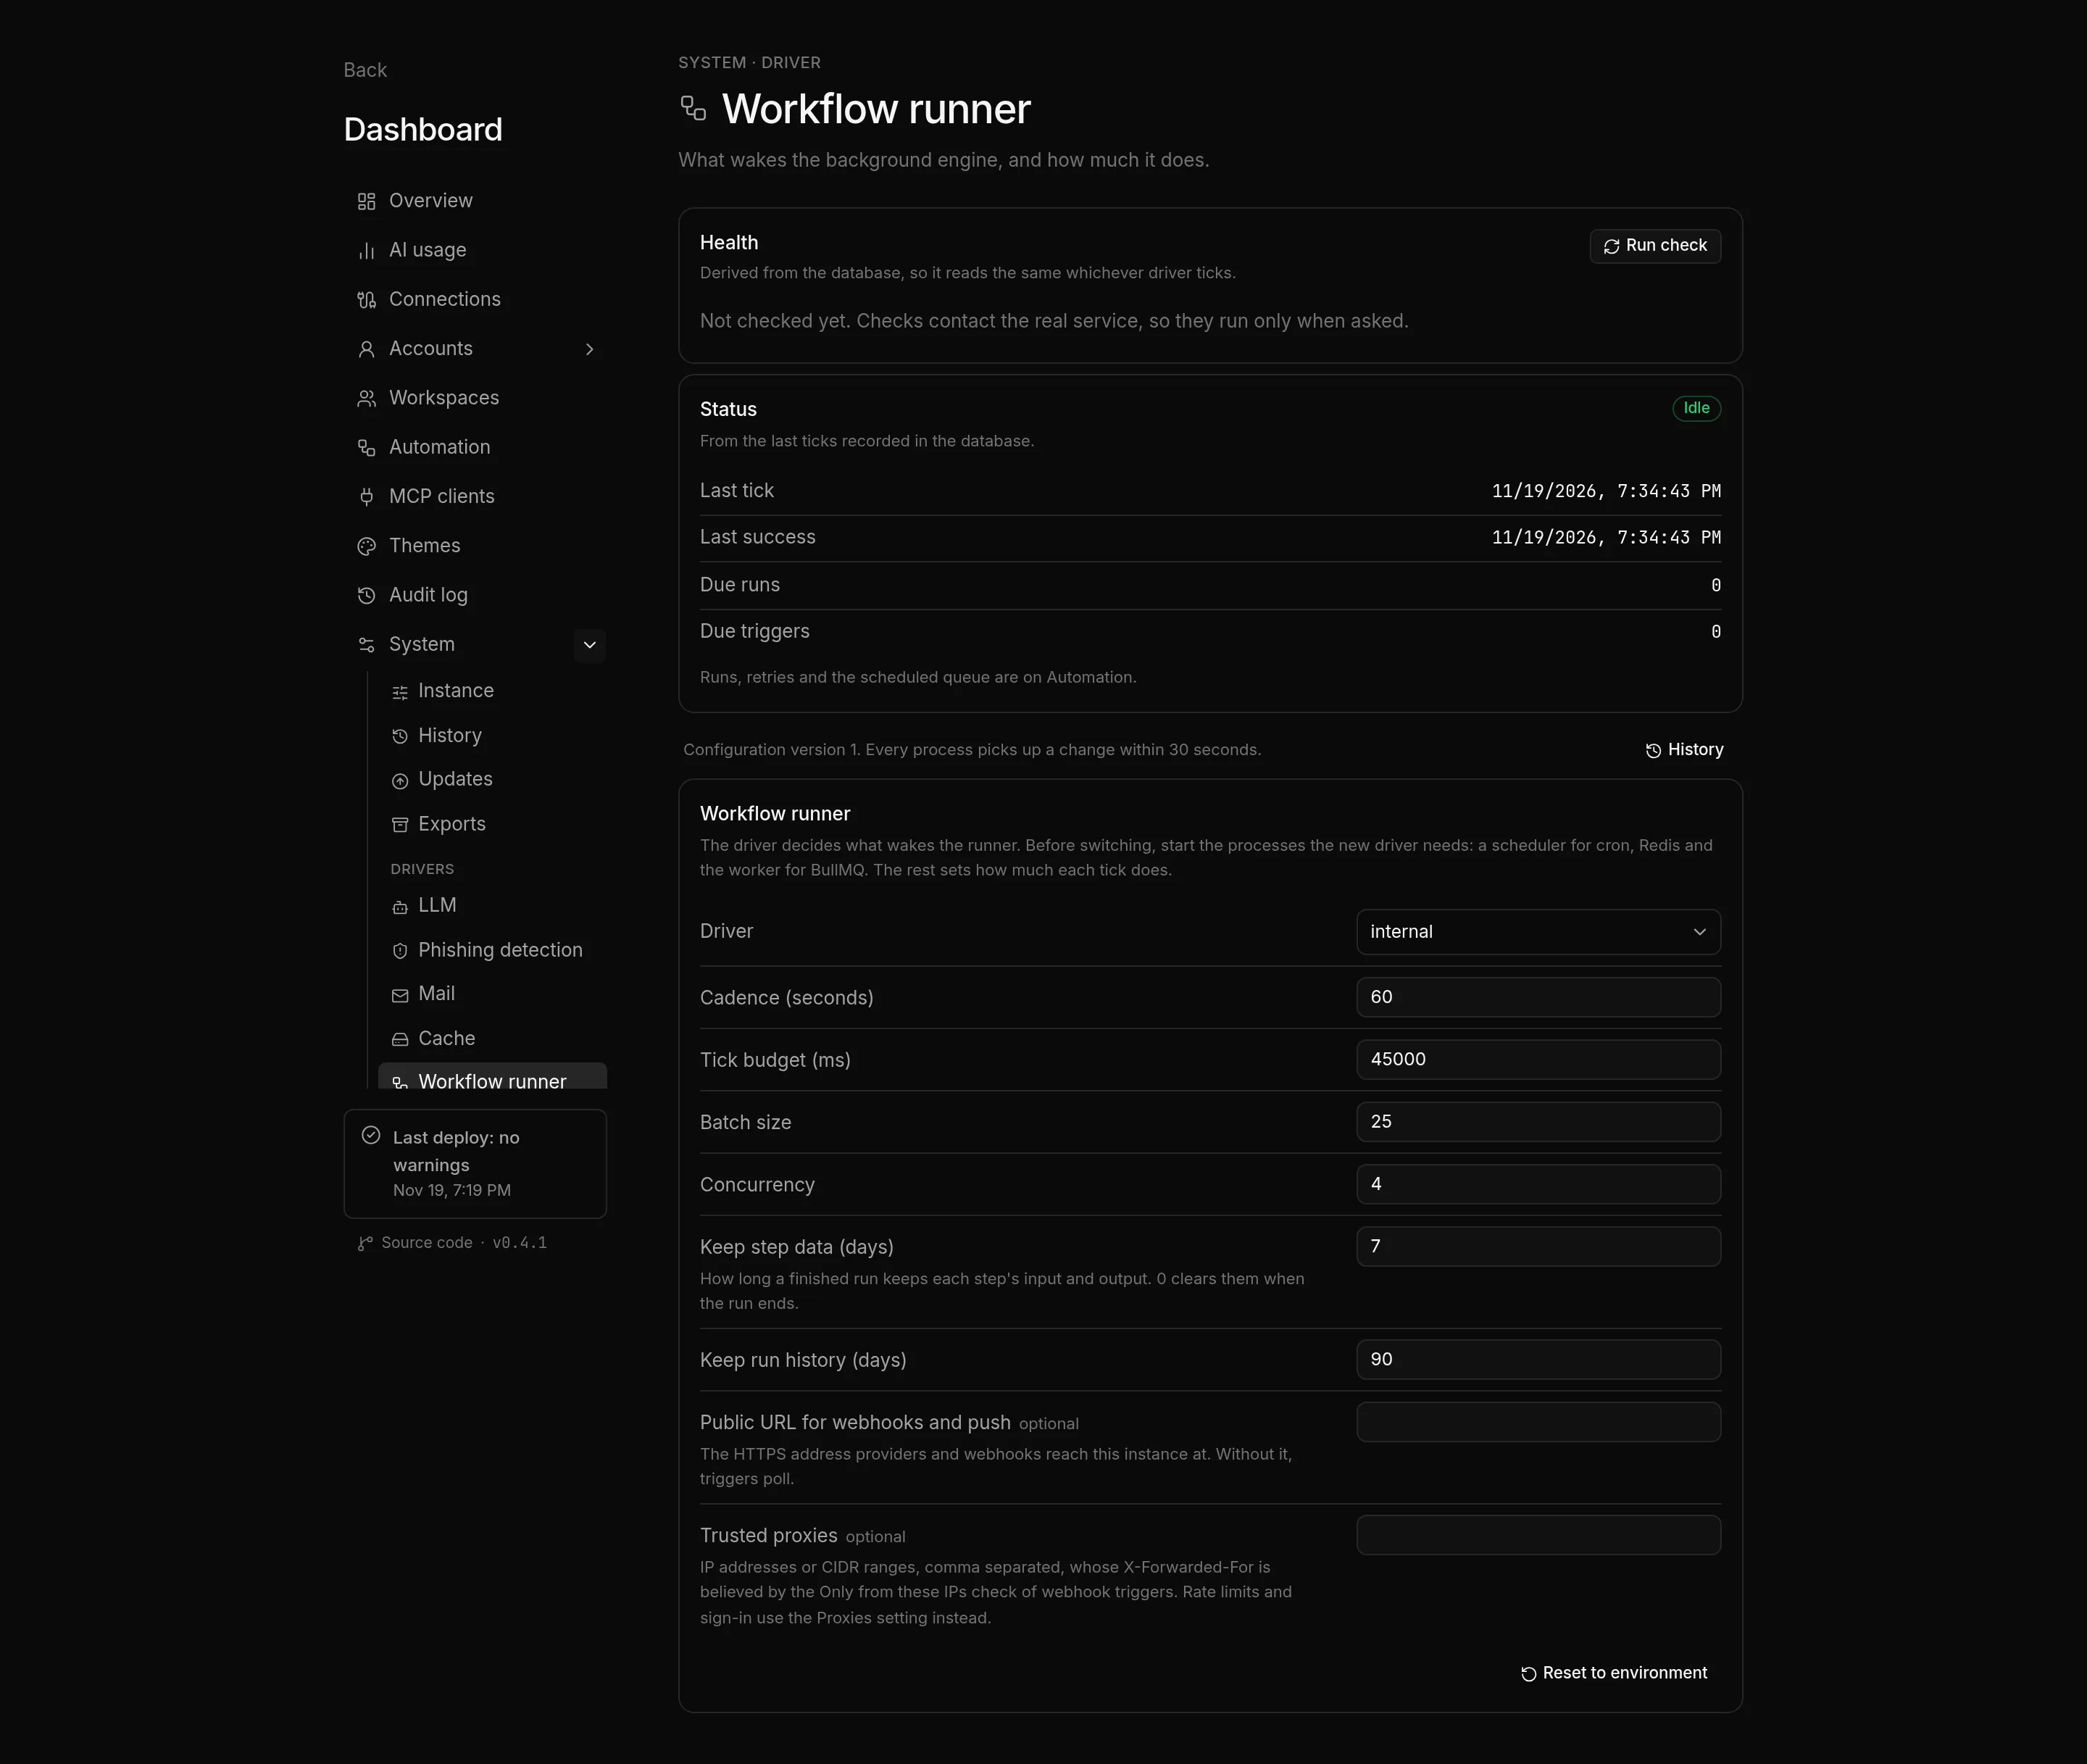 Back
Dashboard
Overview
AI usage
Connections
Accounts
Workspaces
Automation
MCP clients
Themes
Audit log
System
Instance
History
Updates
Exports
DRIVERS
LLM
Phishing detection
Mail
Cache
Workflow runner
Last deploy: no
warnings
Nov 19, 7:19 PM
Source code · v0.4.1
SYSTEM · DRIVER
Workflow runner
What wakes the background engine, and how much it does.
Health
Run check
Derived from the database, so it reads the same whichever driver ticks.
Not checked yet. Checks contact the real service, so they run only when asked.
Status
Idle
From the last ticks recorded in the database.
Last tick 11/19/2026, 7:34:43 PM
Last success 11/19/2026, 7:34:43 PM
Due runs 0
Due triggers 0
Runs, retries and the scheduled queue are on Automation.
Configuration version 1. Every process picks up a change within 30 seconds.
History
Workflow runner
The driver decides what wakes the runner. Before switching, start the processes the new driver needs: a scheduler for cron, Redis and
the worker for BullMQ. The rest sets how much each tick does.
Driver internal
Cadence (seconds) 60
Tick budget (ms) 45000
Batch size 25
Concurrency 4
Keep step data (days) 7
How long a finished run keeps each step's input and output. 0 clears them when
the run ends.
Keep run history (days) 90
Public URL for webhooks and push optional
The HTTPS address providers and webhooks reach this instance at. Without it,
triggers poll.
Trusted proxies optional
IP addresses or CIDR ranges, comma separated, whose X-Forwarded-For is
believed by the Only from these IPs check of webhook triggers. Rate limits and
sign-in use the Proxies setting instead.
Reset to environment